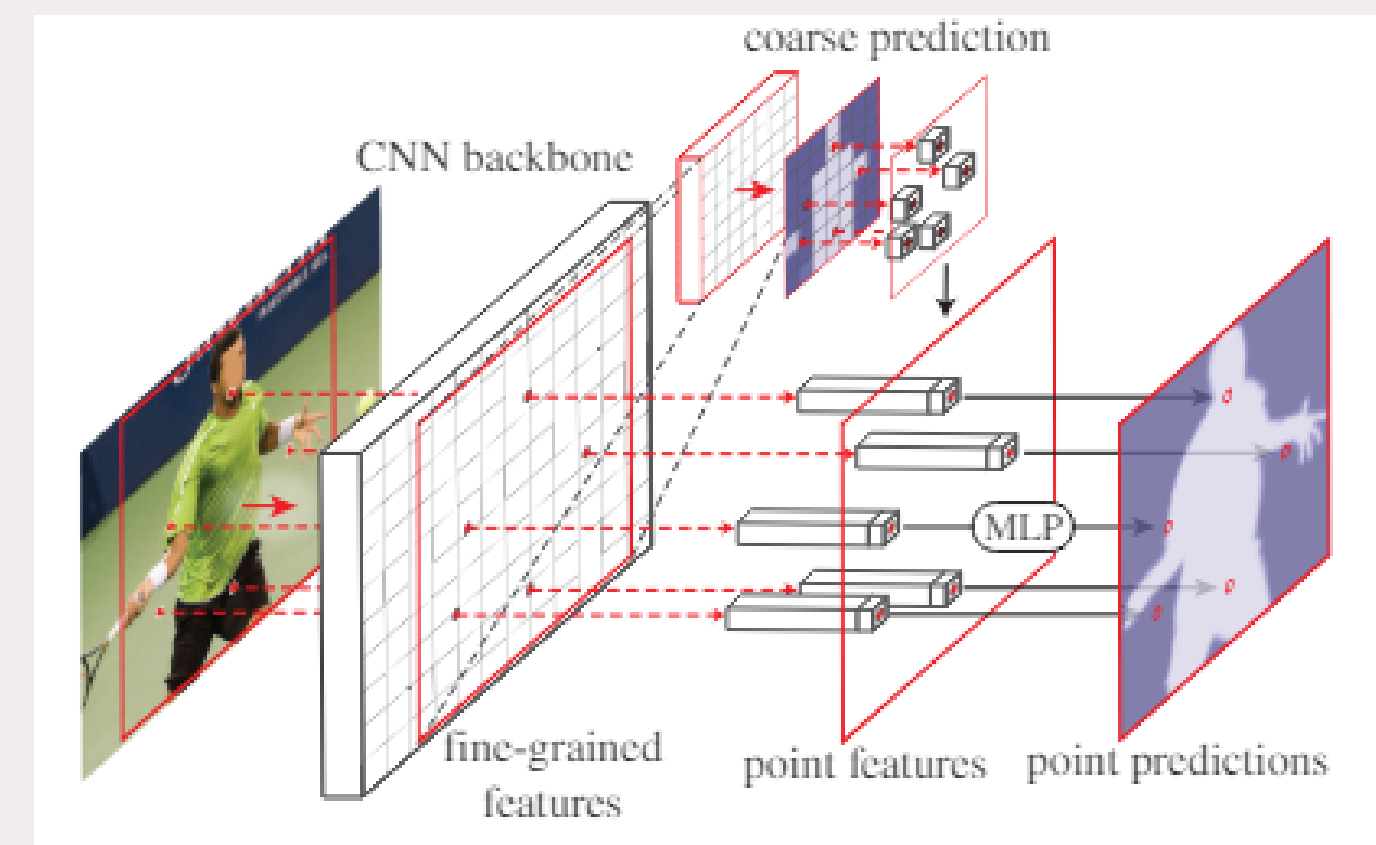 coarse prediction
CNN backbone
MLP
fine-grained
features
point features
point predictions